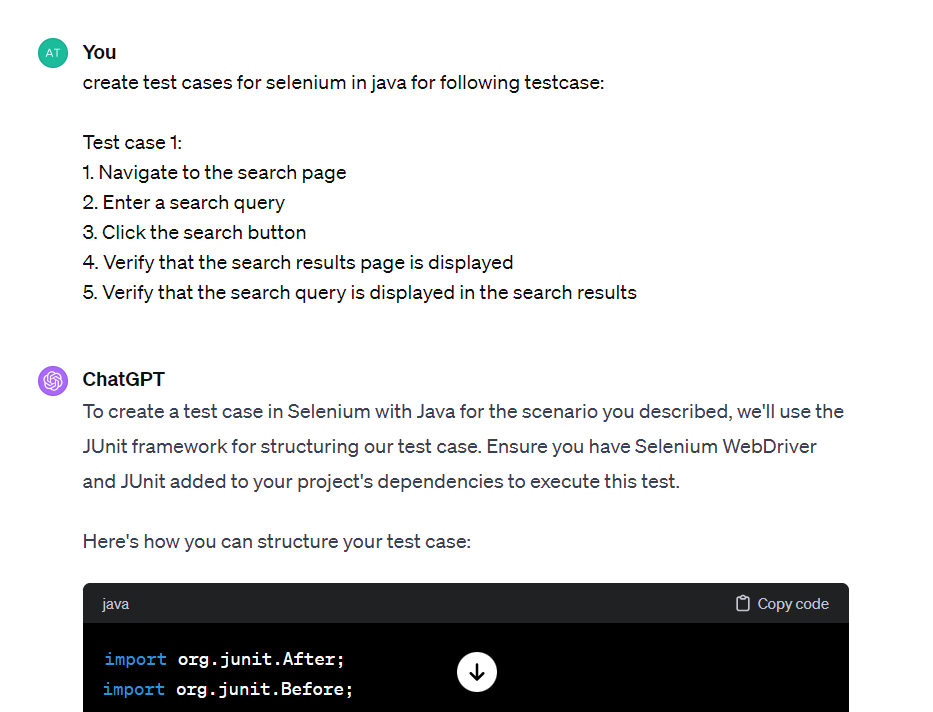 AT
You
create test cases for selenium in java for following testcase:
Test case 1:
1. Navigate to the search page
2. Enter a search query
3. Click the search button
4. Verify that the search results page is displayed
5. Verify that the search query is displayed in the search results
ChatGPT
To create a test case in Selenium with Java for the scenario you described, we'll use the
JUnit framework for structuring our test case. Ensure you have Selenium WebDriver
and JUnit added to your project's dependencies to execute this test.
Here's how you can structure your test case:
java Copy code
import org.junit.After;
import org.junit.Before;